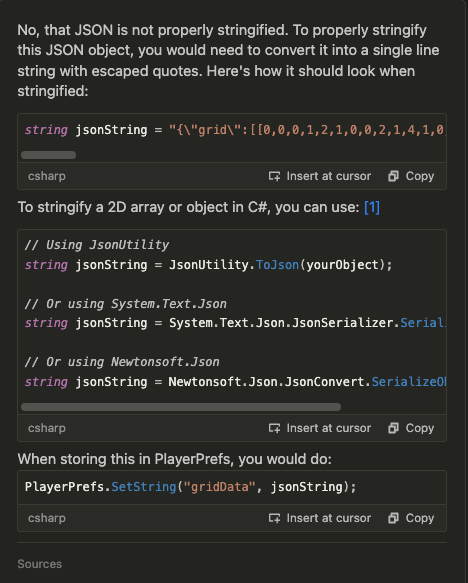 No, that JSON is not properly stringified. To properly stringify
this JSON object, you would need to convert it into a single line
string with escaped quotes. Here's how it should look when
stringified:
string jsonString = "{\"grid\":[[0,0,0,1,2,1,0,0,2,1,4,1,0
csharp Insert at cursor Copy
To stringify a 2D array or object in C#, you can use: [1]
// Using JsonUtility
string jsonString = JsonUtility.ToJson(yourObject);
// Or using System.Text.Json
string jsonString = System.Text.Json.JsonSerializer.Serial
// Or using Newtonsoft.Json
string jsonString = Newtonsoft.Json.JsonConvert.SerializeOb
csharp Insert at cursor Copy
When storing this in PlayerPrefs, you would do:
PlayerPrefs.SetString("gridData", jsonString);
csharp Insert at cursor Copy
Sources